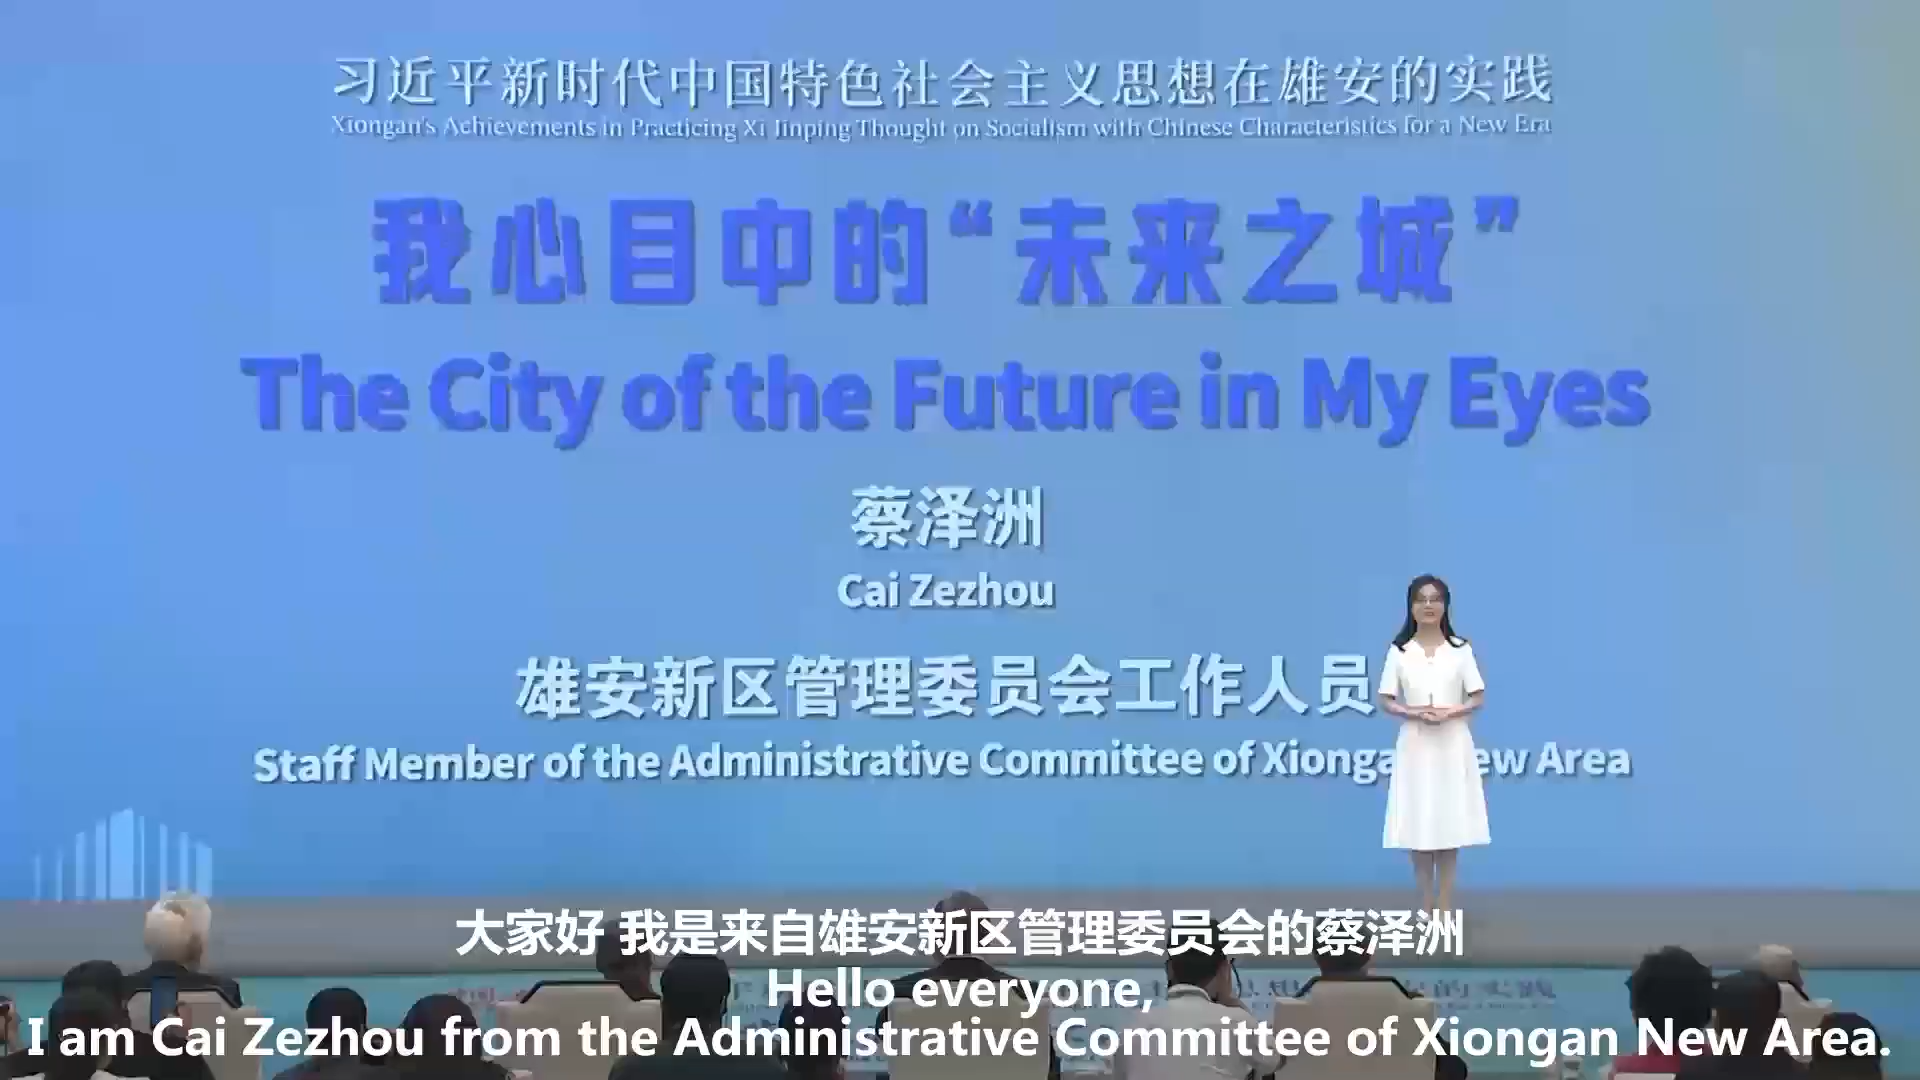 习近平新时代中国特色社会主义思想在雄安的实践
Xiongan's Achievements in Practicing Xi Jinping Thought on Socialism with Chinese Characteristics for a New Era
我心目中的“未来之城”
The City of the Future in My Eyes
蔡泽洲
Cai Zezhou
雄安新区管理委员会工作人员
Staff Member of the Administrative Committee of Xionga ew Area
大家好 我是来自雄安新区管理委员会的蔡泽洲
Hello everyone,
I am Cai Zezhou from the Administrative Committee of Xiongan New Area.